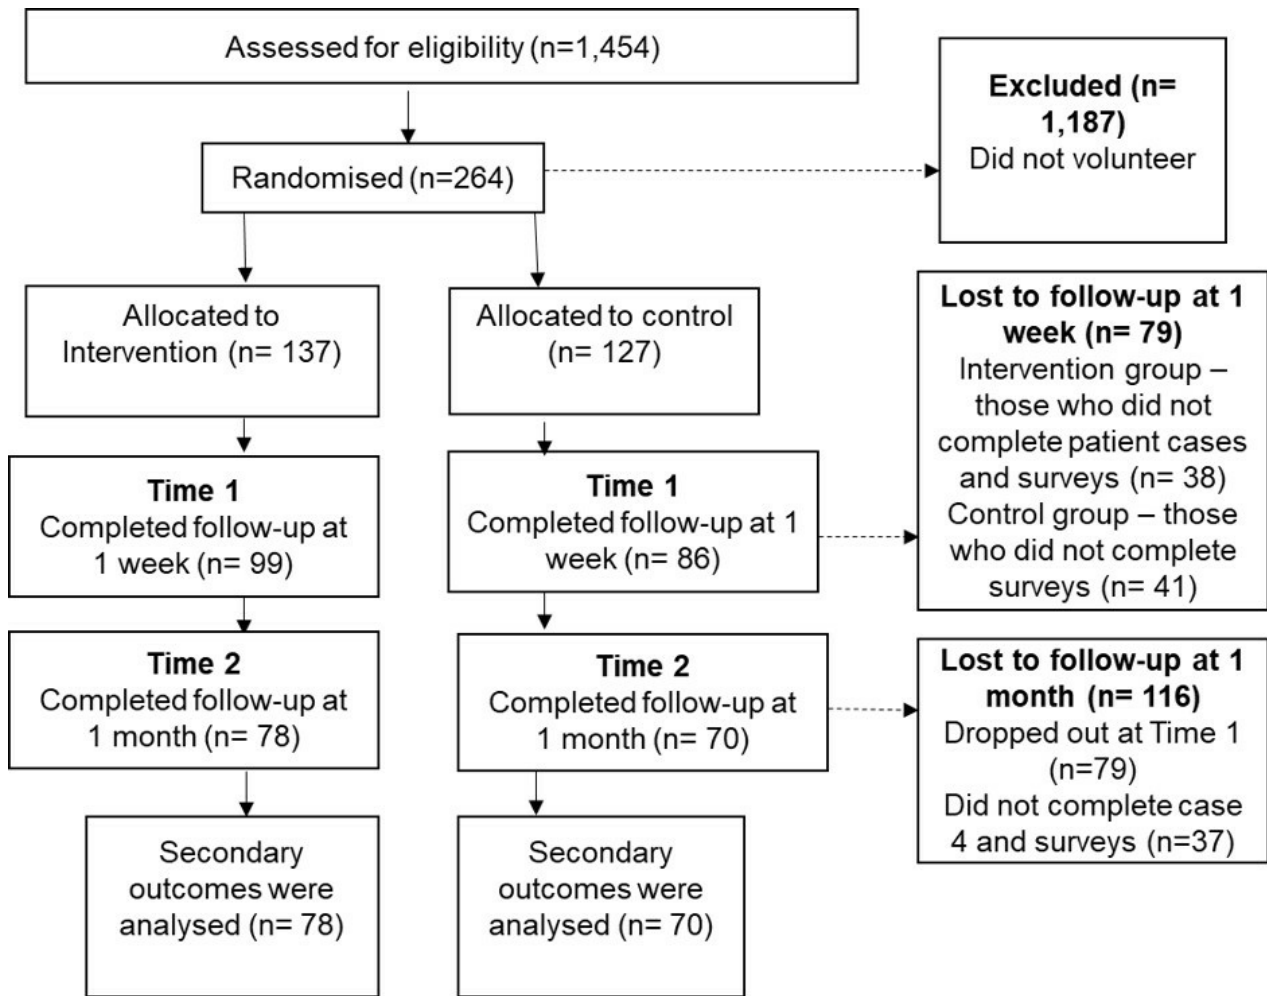 Assessed for eligibility (n=1,454)
Excluded (n=
1,187)
Did not volunteer
Randomised (n=264)
Allocated to
Intervention (n= 137)
Allocated to control
(n= 127)
Lost to follow-up at 1
week (n= 79)
Intervention group –
those who did not
complete patient cases
and surveys (n= 38)
Control group – those
who did not complete
surveys (n= 41)
Time 1
Completed follow-up at
1 week (n= 99)
Time 1
Completed follow-up at 1
week (n= 86)
Time 2
Completed follow-up at
1 month (n= 78)
Time 2
Completed follow-up at
1 month (n= 70)
Lost to follow-up at 1
month (n= 116)
Dropped out at Time 1
(n=79)
Did not complete case
4 and surveys (n=37)
Secondary
outcomes were
analysed (n= 78)
Secondary
outcomes were
analysed (n= 70)